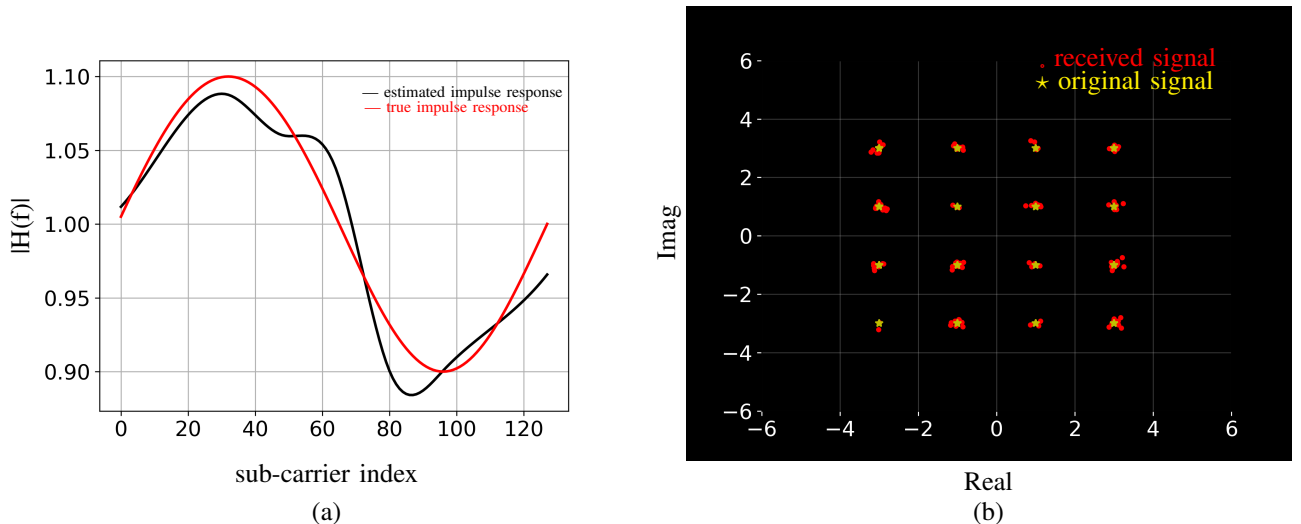 1.10
1.05
1.00
0.95
0.90
|H(f)|
estimated impulse response
true impulse response
0 20 40 60 80 100 120
sub-carrier index
(a)
received signal
original signal
6
4
2
0
−2
−4
−6
Imag
−6 −4 −2 0 2 4 6
Real
(b)